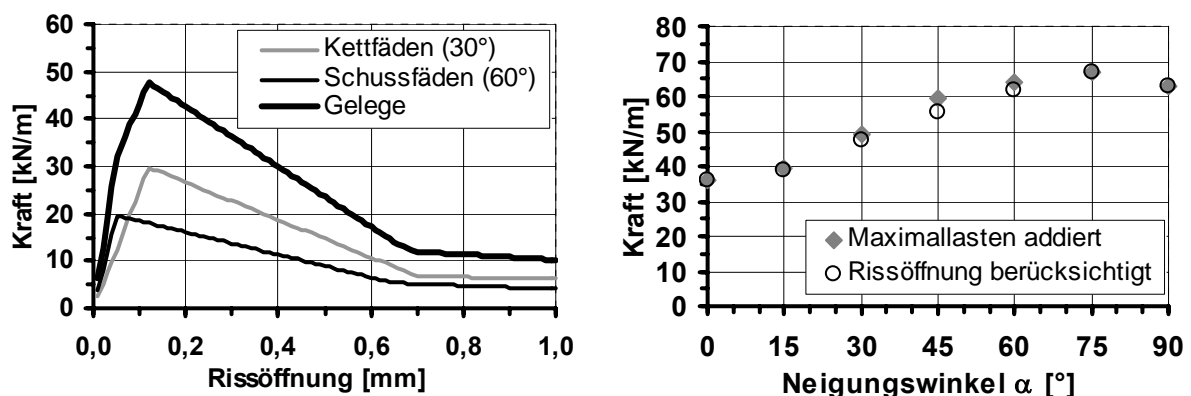 60
50
40
30
20
10
0
Kraft [kN/m]
Kettfäden (30°)
Schussfäden (60°)
Gelege
0,0 0,2 0,4 0,6 0,8 1,0
Rissöffnung [mm]
80
70
60
50
40
30
20
10
0
Kraft [kN/m]
Maximallasten addiert
Rissöffnung berücksichtigt
0 15 30 45 60 75 90
Neigungswinkel α [°]